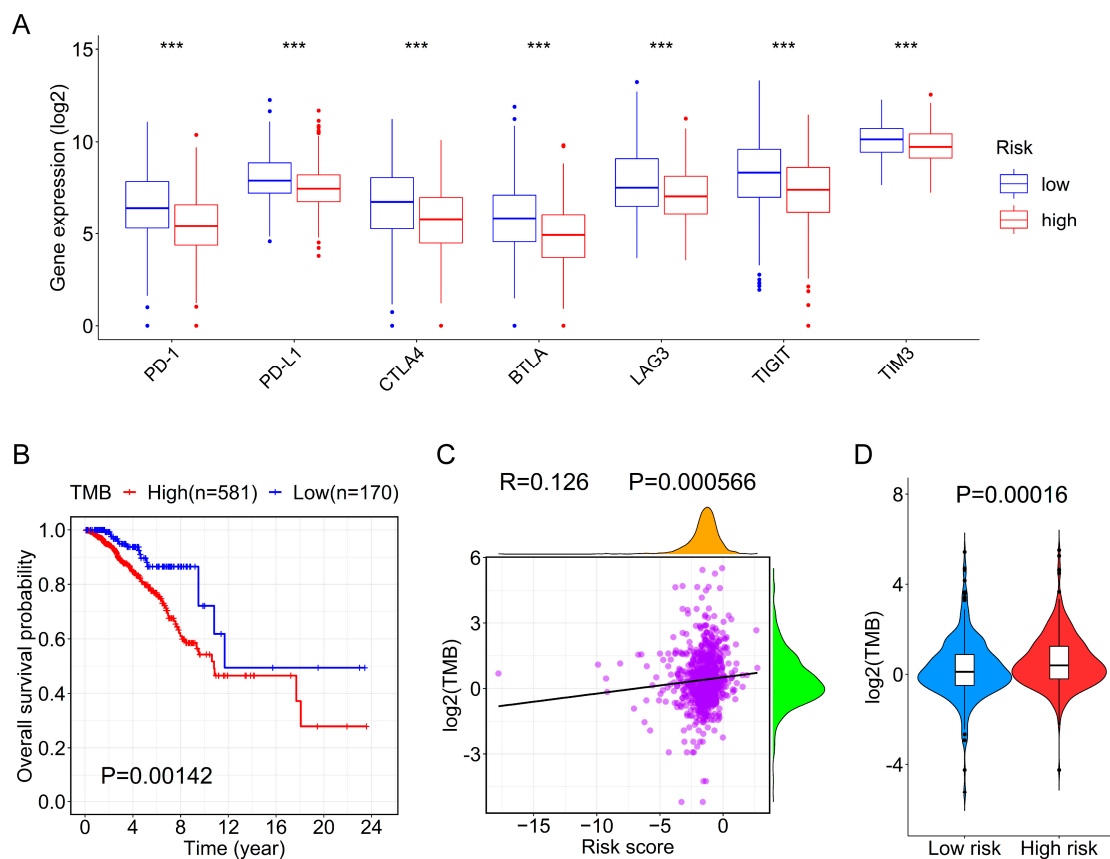 A
*** *** *** *** *** *** ***
15
10
5
0
Gene expression (log2)
PD-1 PD-L1 CTLA4 BTLA LAG3 TIGIT TIM3
Risk
low
high
B
TMB High(n=581) Low(n=170)
1.0
0.8
0.6
0.4
0.2
0.0
Overall survival probability
P=0.00142
0 4 8 12 16 20 24
Time (year)
C
R=0.126 P=0.000566
6
3
0
-3
log2(TMB)
−15 −10 −5 0
Risk score
D
P=0.00016
8
4
0
-4
log2(TMB)
Low risk High risk